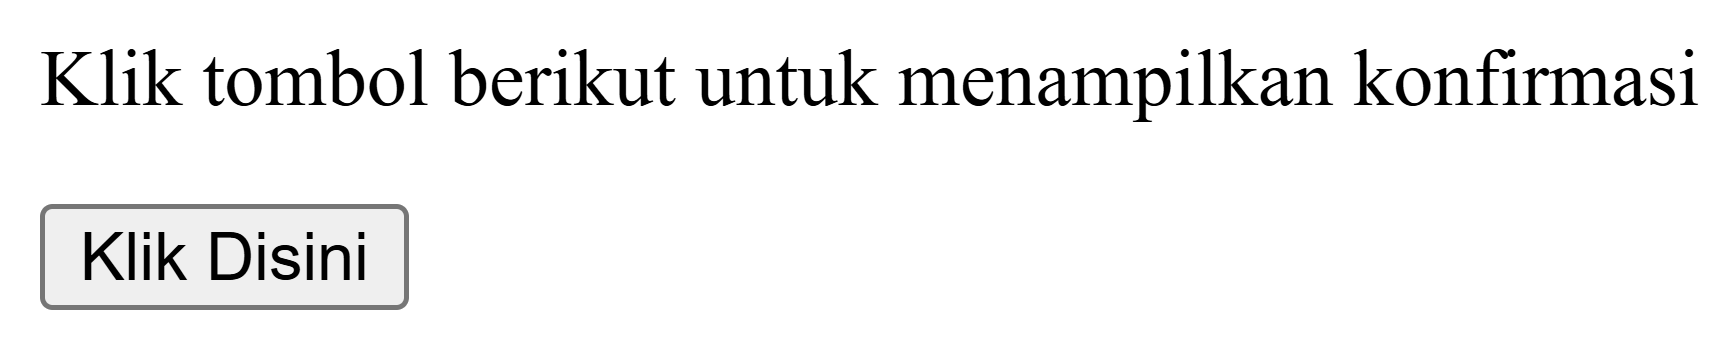 Klik tombol berikut untuk menampilkan konfirmasi
Klik Disini